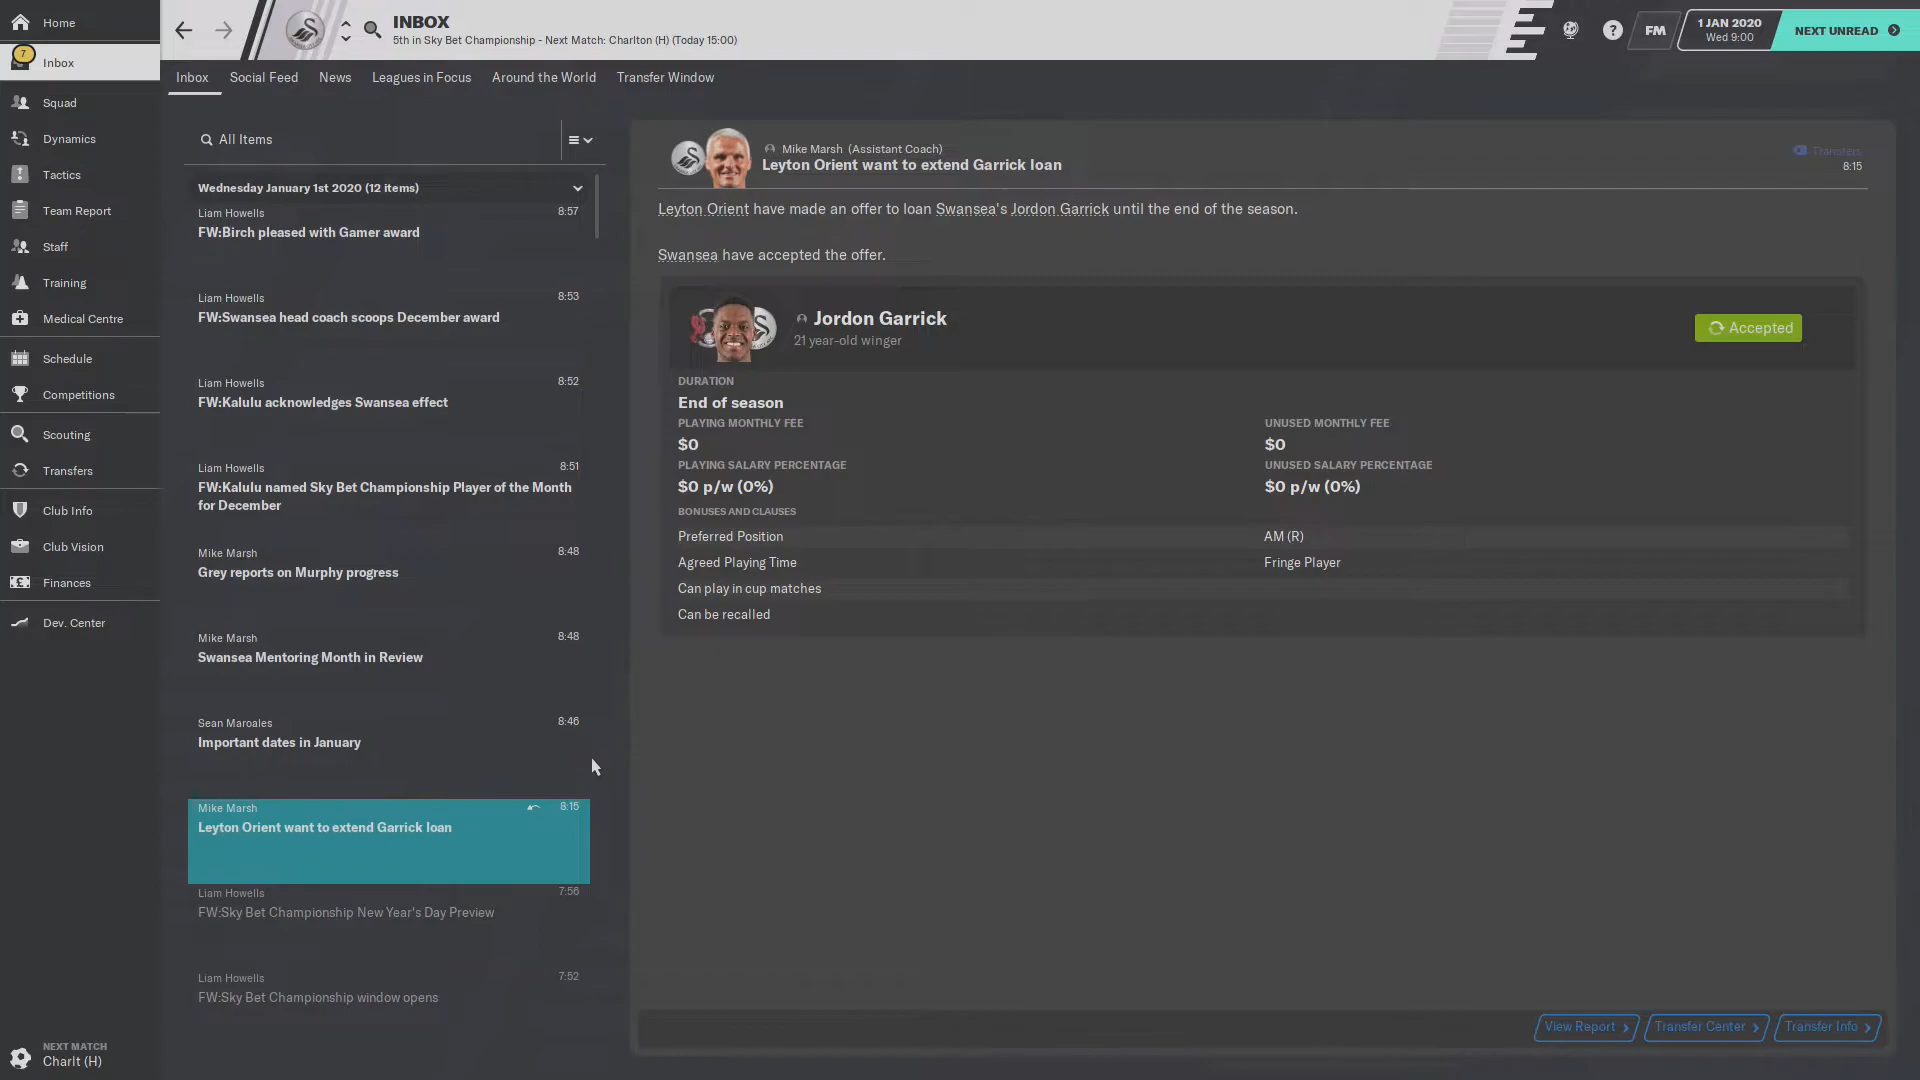 Home
7
Inbox
Squad
Dynamics
Tactics
Team Report
Staff
Training
Medical Centre
Schedule
Competitions
Scouting
Transfers
Club Info
Club Vision
Finances
Dev. Center
NEXT MATCH
Charlt (H)
INBOX
5th in Sky Bet Championship - Next Match: Charlton (H) (Today 15:00)
?
FM
1 JAN 2020
Wed 9:00
NEXT UNREAD
Inbox Social Feed News Leagues in Focus Around the World Transfer Window
All Items
Wednesday January 1st 2020 (12 items)
Liam Howells 8:57
FW:Birch pleased with Gamer award
Liam Howells 8:53
FW:Swansea head coach scoops December award
Liam Howells 8:52
FW:Kalulu acknowledges Swansea effect
Liam Howells 8:51
FW:Kalulu named Sky Bet Championship Player of the Month
for December
Mike Marsh 8:48
Grey reports on Murphy progress
Mike Marsh 8:48
Swansea Mentoring Month in Review
Sean Maroales 8:46
Important dates in January
Mike Marsh 8:15
Leyton Orient want to extend Garrick loan
Liam Howells 7:56
FW:Sky Bet Championship New Year's Day Preview
Liam Howells 7:52
FW:Sky Bet Championship window opens
Mike Marsh (Assistant Coach) Transfers
Leyton Orient want to extend Garrick loan 8:15
Leyton Orient have made an offer to loan Swansea's Jordon Garrick until the end of the season.
Swansea have accepted the offer.
Jordon Garrick
21 year-old winger
Accepted
DURATION
End of season
PLAYING MONTHLY FEE UNUSED MONTHLY FEE
$0 $0
PLAYING SALARY PERCENTAGE UNUSED SALARY PERCENTAGE
$0 p/w (0%) $0 p/w (0%)
BONUSES AND CLAUSES
Preferred Position AM (R)
Agreed Playing Time Fringe Player
Can play in cup matches
Can be recalled
View Report Transfer Center Transfer Info